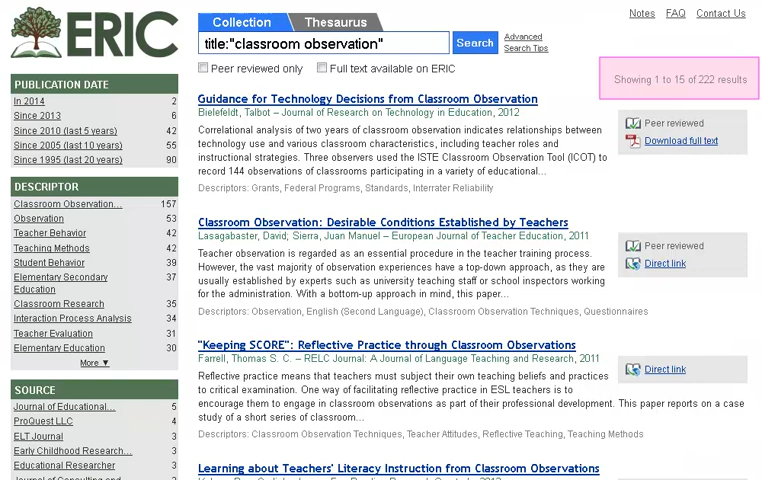 ERIC
Collection
Thesaurus
Notes
FAQ
Contact Us
title:"classroom observation"
Search
Advanced
Search Tips
Peer reviewed only
Full text available on ERIC
Showing 1 to 15 of 222 results
PUBLICATION DATE
In 2014 2
Since 2013 6
Since 2010 (last 5 years) 42
Since 2005 (last 10 years) 55
Since 1995 (last 20 years) 90
DESCRIPTOR
Classroom Observation... 157
Observation 53
Teacher Behavior 42
Teaching Methods 42
Student Behavior 39
Elementary Secondary 37
Education
Classroom Research 35
Interaction Process Analysis 34
Teacher Evaluation 31
Elementary Education 30
More ▼
SOURCE
Journal of Educational... 5
ProQuest LLC 4
ELT Journal 3
Early Childhood Research... 3
Educational Researcher 3
Journal of Consulting and
Guidance for Technology Decisions from Classroom Observation
Bielefeldt, Talbot – Journal of Research on Technology in Education, 2012
Correlational analysis of two years of classroom observation indicates relationships between
technology use and various classroom characteristics, including teacher roles and
instructional strategies. Three observers used the ISTE Classroom Observation Tool (ICOT) to
record 144 observations of classrooms participating in a variety of educational...
Descriptors: Grants, Federal Programs, Standards, Interrater Reliability
Peer reviewed
Download full text
Classroom Observation: Desirable Conditions Established by Teachers
Lasagabaster, David; Sierra, Juan Manuel – European Journal of Teacher Education, 2011
Teacher observation is regarded as an essential procedure in the teacher training process.
However, the vast majority of observation experiences have a top-down approach, as they are
usually established by experts such as university teaching staff or school inspectors working
for the administration. With a bottom-up approach in mind, this paper...
Descriptors: Observation, English (Second Language), Classroom Observation Techniques, Questionnaires
Peer reviewed
Direct link
"Keeping SCORE": Reflective Practice through Classroom Observations
Farrell, Thomas S. C. – RELC Journal: A Journal of Language Teaching and Research, 2011
Reflective practice means that teachers must subject their own teaching beliefs and practices
to critical examination. One way of facilitating reflective practice in ESL teachers is to
encourage them to engage in classroom observations as part of their professional development. This paper reports on a case
study of a short series of classroom...
Descriptors: Classroom Observation Techniques, Teacher Attitudes, Reflective Teaching, Teaching Methods
Direct link
Learning about Teachers' Literacy Instruction from Classroom Observations